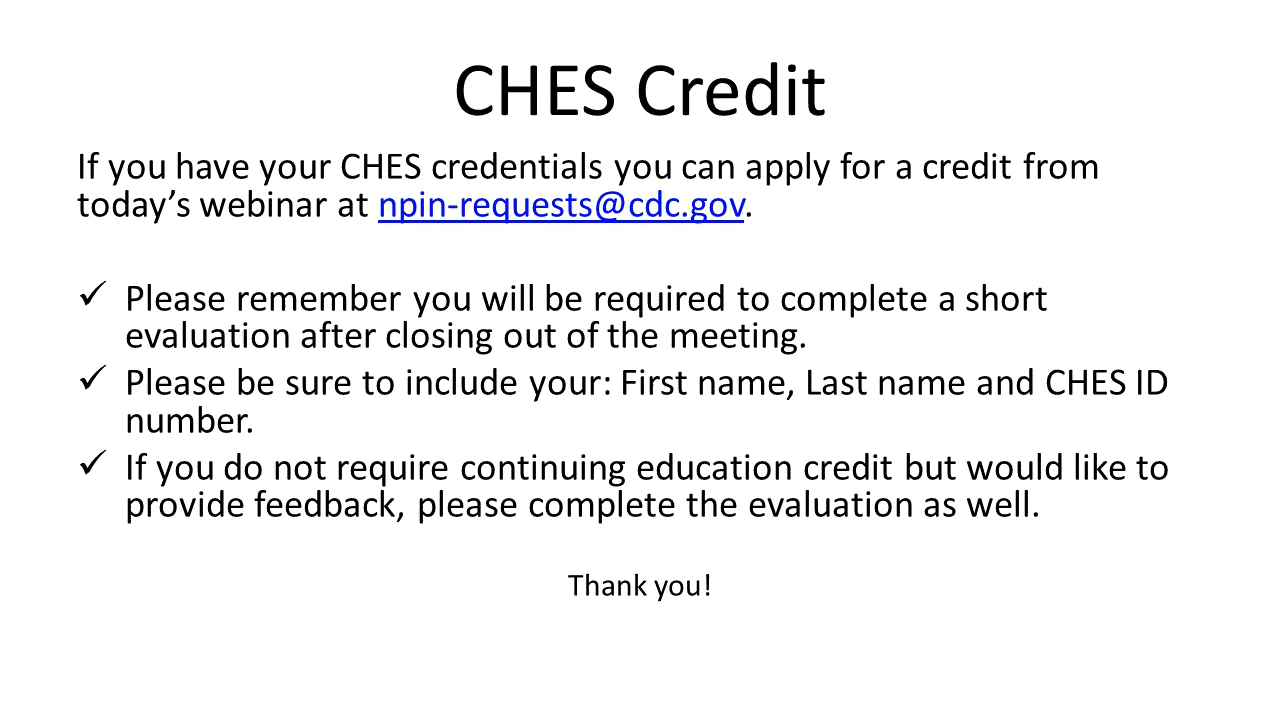 CHES Credit
If you have your CHES credentials you can apply for a credit from
today’s webinar at npin-requests@cdc.gov.
✓ Please remember you will be required to complete a short
evaluation after closing out of the meeting.
✓ Please be sure to include your: First name, Last name and CHES ID
number.
✓ If you do not require continuing education credit but would like to
provide feedback, please complete the evaluation as well.
Thank you!